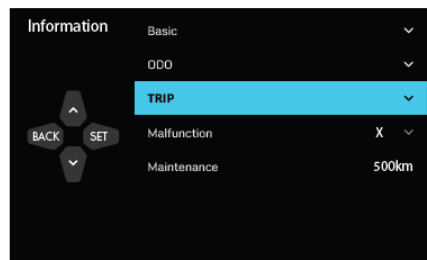 Information
Basic
ODO
TRIP
BACK SET
Malfunction X
Maintenance 500km